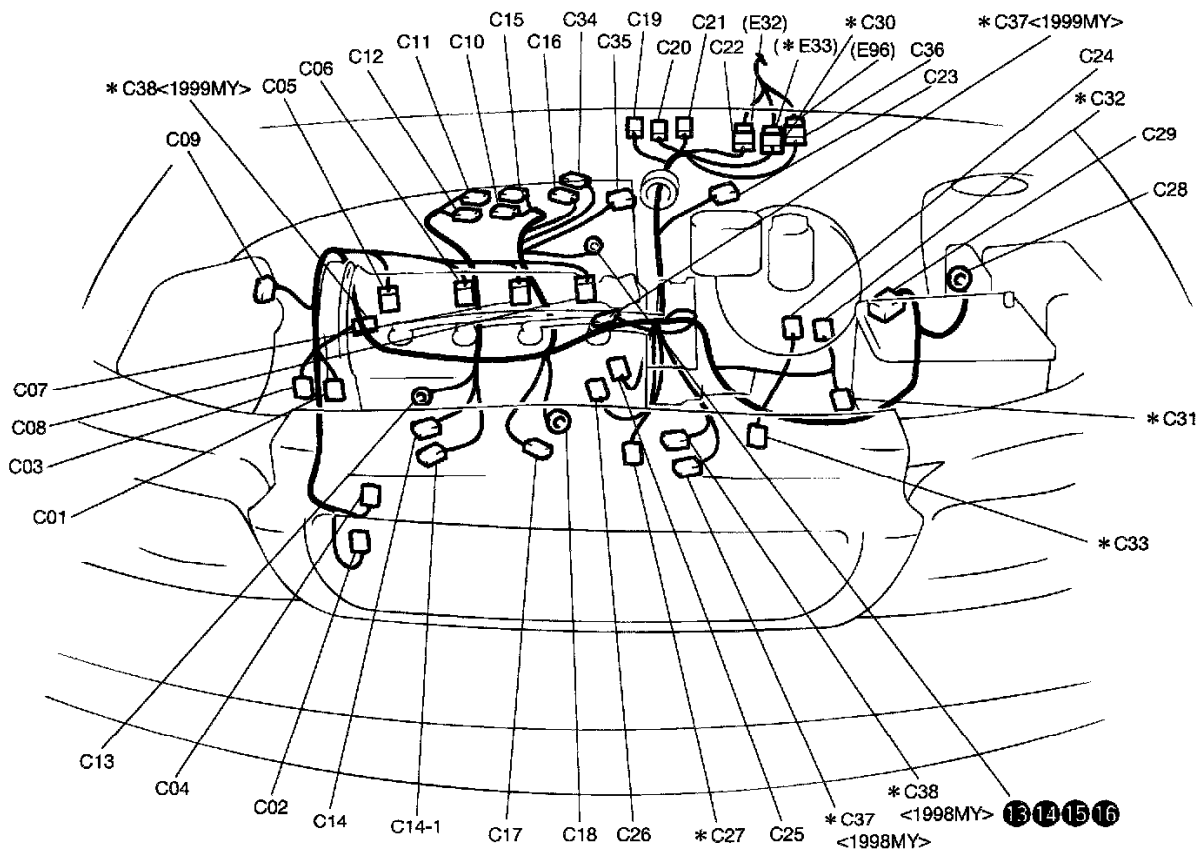 C15 C34 C19 C21 (E32) *C30 *C37<1999MY>
C11 C10 C16 C35 C20 C22 (*E33) (E96) C36 C24
C06 C12 C23
*C38<1999MY> C05 *C32
C09 C29
C28
C07
C08 *C31
C03
C01
*C33
C13
C04 *C38
C02 <1998MY> 13 14 15 16
C14 C14-1 C17 C18 C26 *C27 C25 *C37
<1998MY>